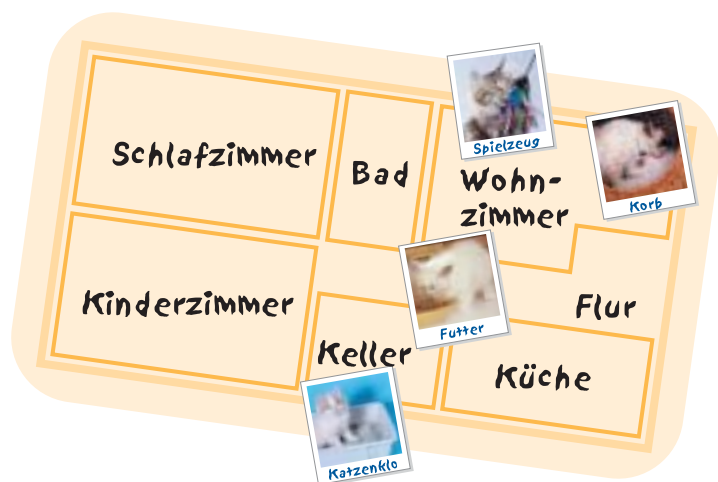 Schlafzimmer
Bad
Wohn-
zimmer
Spielzeug
Korb
Kinderzimmer
Keller
Futter
Flur
Küche
Katzenklo